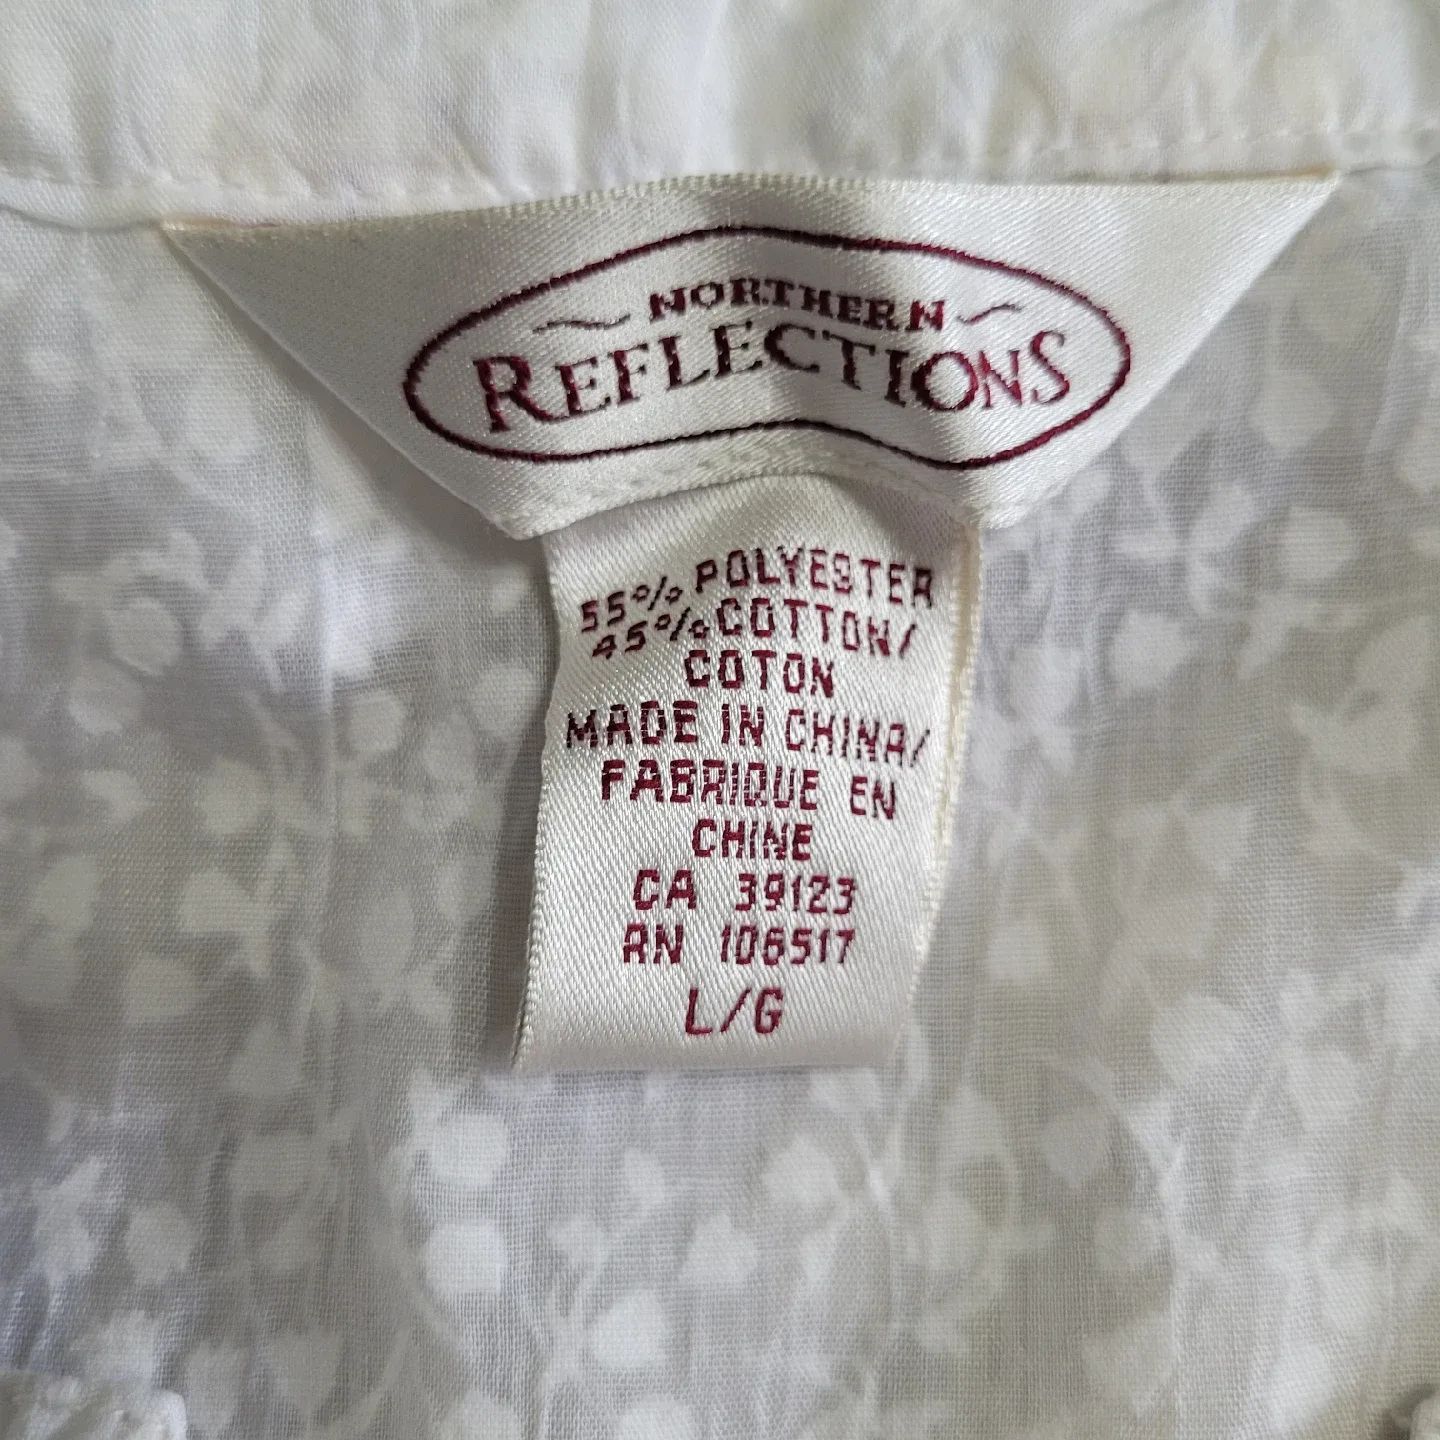 NORTHERN
REFLECTIONS
55% POLYESTER
45% COTTON/
COTON
MADE IN CHINA/
FABRIQUE EN
CHINE
CA 39123
RN 106517
L/G